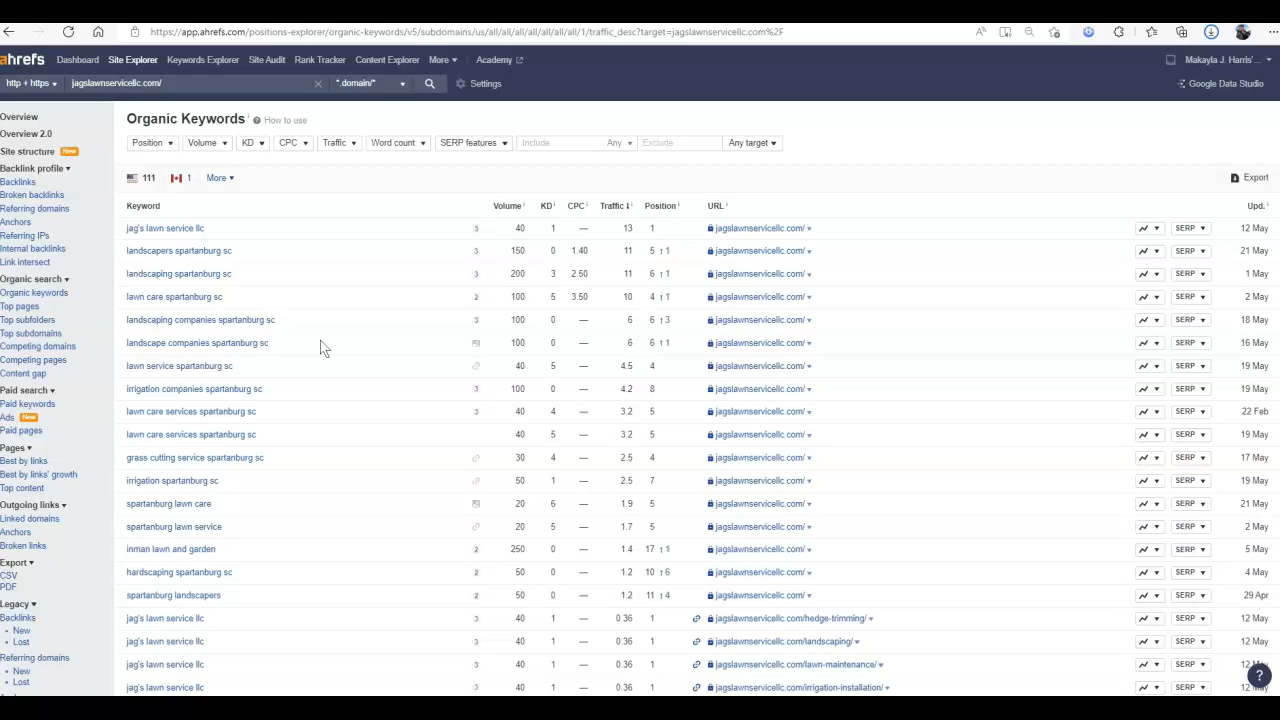 https://app.ahrefs.com/positions-explorer/organic-keywords/v5/subdomains/us/all/all/all/all/all/all/1/traffic_desc?target=jagslawnservicellc.com%2F
ahrefs Dashboard Site Explorer Keywords Explorer Site Audit Rank Tracker Content Explorer More Academy Makayla J. Harris'...
http + https jagslawnservicellc.com/ *.domain/* Settings Google Data Studio
Overview
Overview 2.0
Site structure New
Backlink profile
Backlinks
Broken backlinks
Referring domains
Anchors
Referring IPs
Internal backlinks
Link intersect
Organic search
Organic keywords
Top pages
Top subfolders
Top subdomains
Competing domains
Competing pages
Content gap
Paid search
Paid keywords
Ads New
Paid pages
Pages
Best by links
Best by links' growth
Top content
Outgoing links
Linked domains
Anchors
Broken links
Export
CSV
PDF
Legacy
Backlinks
New
Lost
Referring domains
New
Lost
Organic Keywords How to use
Position Volume KD CPC Traffic Word count SERP features Include Any Exclude Any target
111 1 More Export
Keyword Volume KD CPC Traffic Position URL Upd.
jag's lawn service llc 3 40 1 — 13 1 jagslawnservicellc.com/ SERP 12 May
landscapers spartanburg sc 3 150 0 1.40 11 5 ↑1 jagslawnservicellc.com/ SERP 21 May
landscaping spartanburg sc 3 200 3 2.50 11 6 ↑1 jagslawnservicellc.com/ SERP 1 May
lawn care spartanburg sc 2 100 5 3.50 10 4 ↑1 jagslawnservicellc.com/ SERP 2 May
landscaping companies spartanburg sc 3 100 0 — 6 6 ↑3 jagslawnservicellc.com/ SERP 18 May
landscape companies spartanburg sc 100 0 — 6 6 ↑1 jagslawnservicellc.com/ SERP 16 May
lawn service spartanburg sc 40 5 — 4.5 4 jagslawnservicellc.com/ SERP 19 May
irrigation companies spartanburg sc 3 100 0 — 4.2 8 jagslawnservicellc.com/ SERP 19 May
lawn care services spartanburg sc 3 40 4 — 3.2 5 jagslawnservicellc.com/ SERP 22 Feb
lawn care services spartanburg sc 40 5 — 3.2 5 jagslawnservicellc.com/ SERP 19 May
grass cutting service spartanburg sc 30 4 — 2.5 4 jagslawnservicellc.com/ SERP 17 May
irrigation spartanburg sc 50 1 — 2.5 7 jagslawnservicellc.com/ SERP 19 May
spartanburg lawn care 20 6 — 1.9 5 jagslawnservicellc.com/ SERP 21 May
spartanburg lawn service 20 5 — 1.7 5 jagslawnservicellc.com/ SERP 2 May
inman lawn and garden 2 250 0 — 1.4 17 ↑1 jagslawnservicellc.com/ SERP 5 May
hardscaping spartanburg sc 2 50 0 — 1.2 10 ↑6 jagslawnservicellc.com/ SERP 4 May
spartanburg landscapers 2 50 0 — 1.2 11 ↑4 jagslawnservicellc.com/ SERP 29 Apr
jag's lawn service llc 3 40 1 — 0.36 1 jagslawnservicellc.com/hedge-trimming/ SERP 12 May
jag's lawn service llc 3 40 1 — 0.36 1 jagslawnservicellc.com/landscaping/ SERP 12 May
jag's lawn service llc 3 40 1 — 0.36 1 jagslawnservicellc.com/lawn-maintenance/ SERP 12 May
jag's lawn service llc 3 40 1 — 0.36 1 jagslawnservicellc.com/irrigation-installation/ SERP 12 May
?